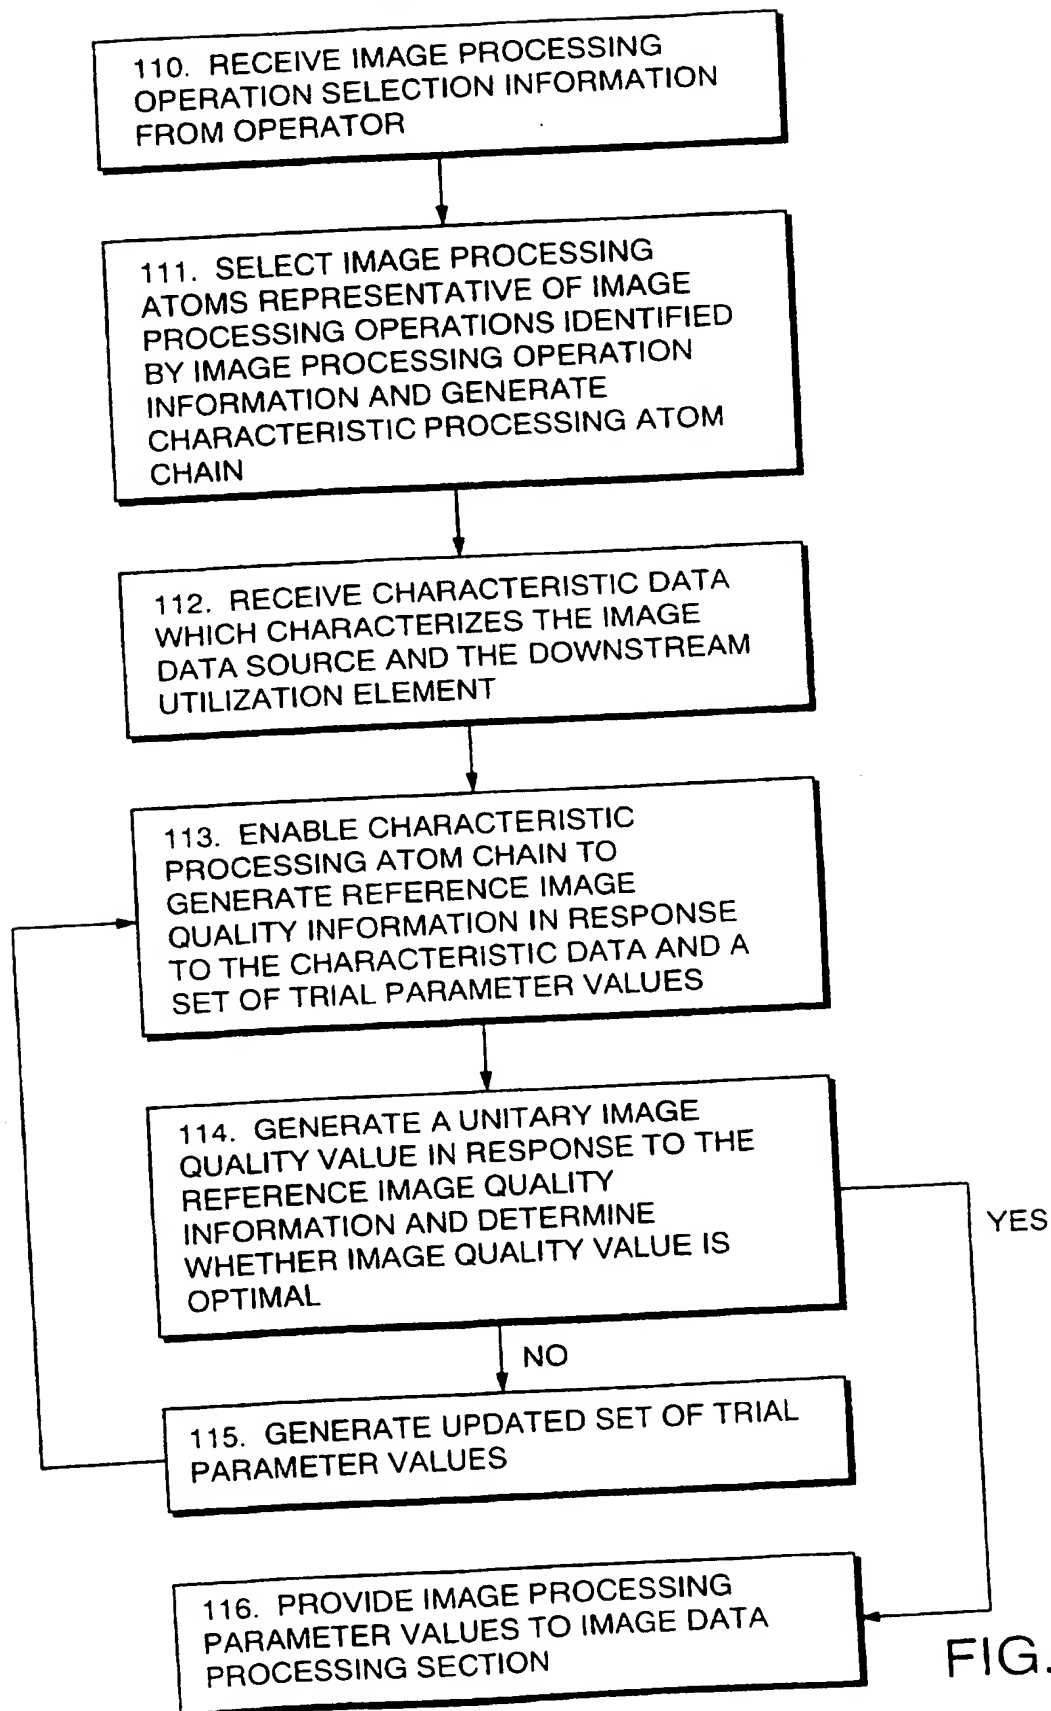 110. RECEIVE IMAGE PROCESSING
OPERATION SELECTION INFORMATION
FROM OPERATOR
111. SELECT IMAGE PROCESSING
ATOMS REPRESENTATIVE OF IMAGE
PROCESSING OPERATIONS IDENTIFIED
BY IMAGE PROCESSING OPERATION
INFORMATION AND GENERATE
CHARACTERISTIC PROCESSING ATOM
CHAIN
112. RECEIVE CHARACTERISTIC DATA
WHICH CHARACTERIZES THE IMAGE
DATA SOURCE AND THE DOWNSTREAM
UTILIZATION ELEMENT
113. ENABLE CHARACTERISTIC
PROCESSING ATOM CHAIN TO
GENERATE REFERENCE IMAGE
QUALITY INFORMATION IN RESPONSE
TO THE CHARACTERISTIC DATA AND A
SET OF TRIAL PARAMETER VALUES
114. GENERATE A UNITARY IMAGE
QUALITY VALUE IN RESPONSE TO THE
REFERENCE IMAGE QUALITY
INFORMATION AND DETERMINE
WHETHER IMAGE QUALITY VALUE IS
OPTIMAL
YES
NO
115. GENERATE UPDATED SET OF TRIAL
PARAMETER VALUES
116. PROVIDE IMAGE PROCESSING
PARAMETER VALUES TO IMAGE DATA
PROCESSING SECTION
FIG.